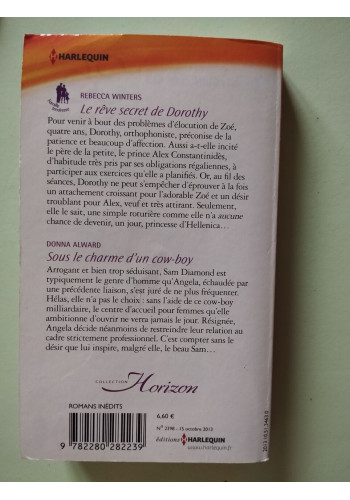 HARLEQUIN
REBECCA WINTERS
Le rêve secret de Dorothy
Pour venir à bout des problèmes d'élocution de Zoé,
quatre ans, Dorothy, orthophoniste, préconise de la
patience et beaucoup d'affection. Aussi a-t-elle incité
le père de la petite, le prince Alex Constantinidès,
d'habitude très pris par ses obligations régaliennes, à
participer aux exercices qu'elle a planifiés. Or, au fil des
séances, Dorothy ne peut s'empêcher d'éprouver à la fois
un attachement croissant pour l'adorable Zoé et un désir
troublant pour Alex, veuf et très attirant. Seulement,
elle le sait, une simple roturière comme elle n'a aucune
chance de devenir, un jour, princesse d'Hellenica...
DONNA ALWARD
Sous le charme d'un cow-boy
Arrogant et bien trop séduisant, Sam Diamond est
typiquement le genre d'homme qu'Angela, échaudée par
une précédente liaison, s'est juré de ne plus fréquenter.
Hélas, elle n'a pas le choix : sans l'aide de ce cow-boy
milliardaire, le centre d'accueil pour femmes qu'elle
ambitionne d'ouvrir ne verra jamais le jour. Résignée,
Angela décide néanmoins de restreindre leur relation au
cadre strictement professionnel. C'est compter sans le
désir que lui inspire, malgré elle, le beau Sam...
COLLECTION
Horizon
ROMANS INÉDITS
6,60 €
9 782280 282239
éditions HARLEQUIN
www.harlequin.fr